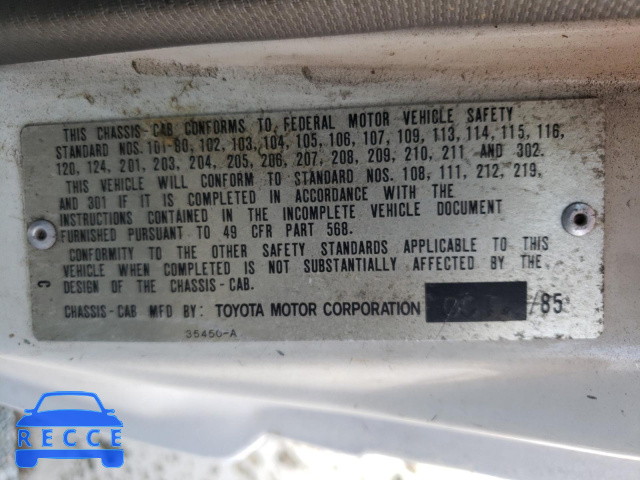 THIS CHASSIS-CAB CONFORMS TO FEDERAL MOTOR VEHICLE SAFETY
STANDARD NOS. 101-80, 102, 103, 104, 105, 106, 107, 109, 113, 114, 115, 116,
120, 124, 201, 203, 204, 205, 206, 207, 208, 209, 210, 211 AND 302.
THIS VEHICLE WILL CONFORM TO STANDARD NOS. 108, 111, 212, 219,
AND 301 IF IT IS COMPLETED IN ACCORDANCE WITH THE
INSTRUCTIONS CONTAINED IN THE INCOMPLETE VEHICLE DOCUMENT
FURNISHED PURSUANT TO 49 CFR PART 568.
CONFORMITY TO THE OTHER SAFETY STANDARDS APPLICABLE TO THIS
VEHICLE WHEN COMPLETED IS NOT SUBSTANTIALLY AFFECTED BY THE
DESIGN OF THE CHASSIS-CAB.
C
CHASSIS-CAB MFD BY: TOYOTA MOTOR CORPORATION /85
35450-A
RECCE